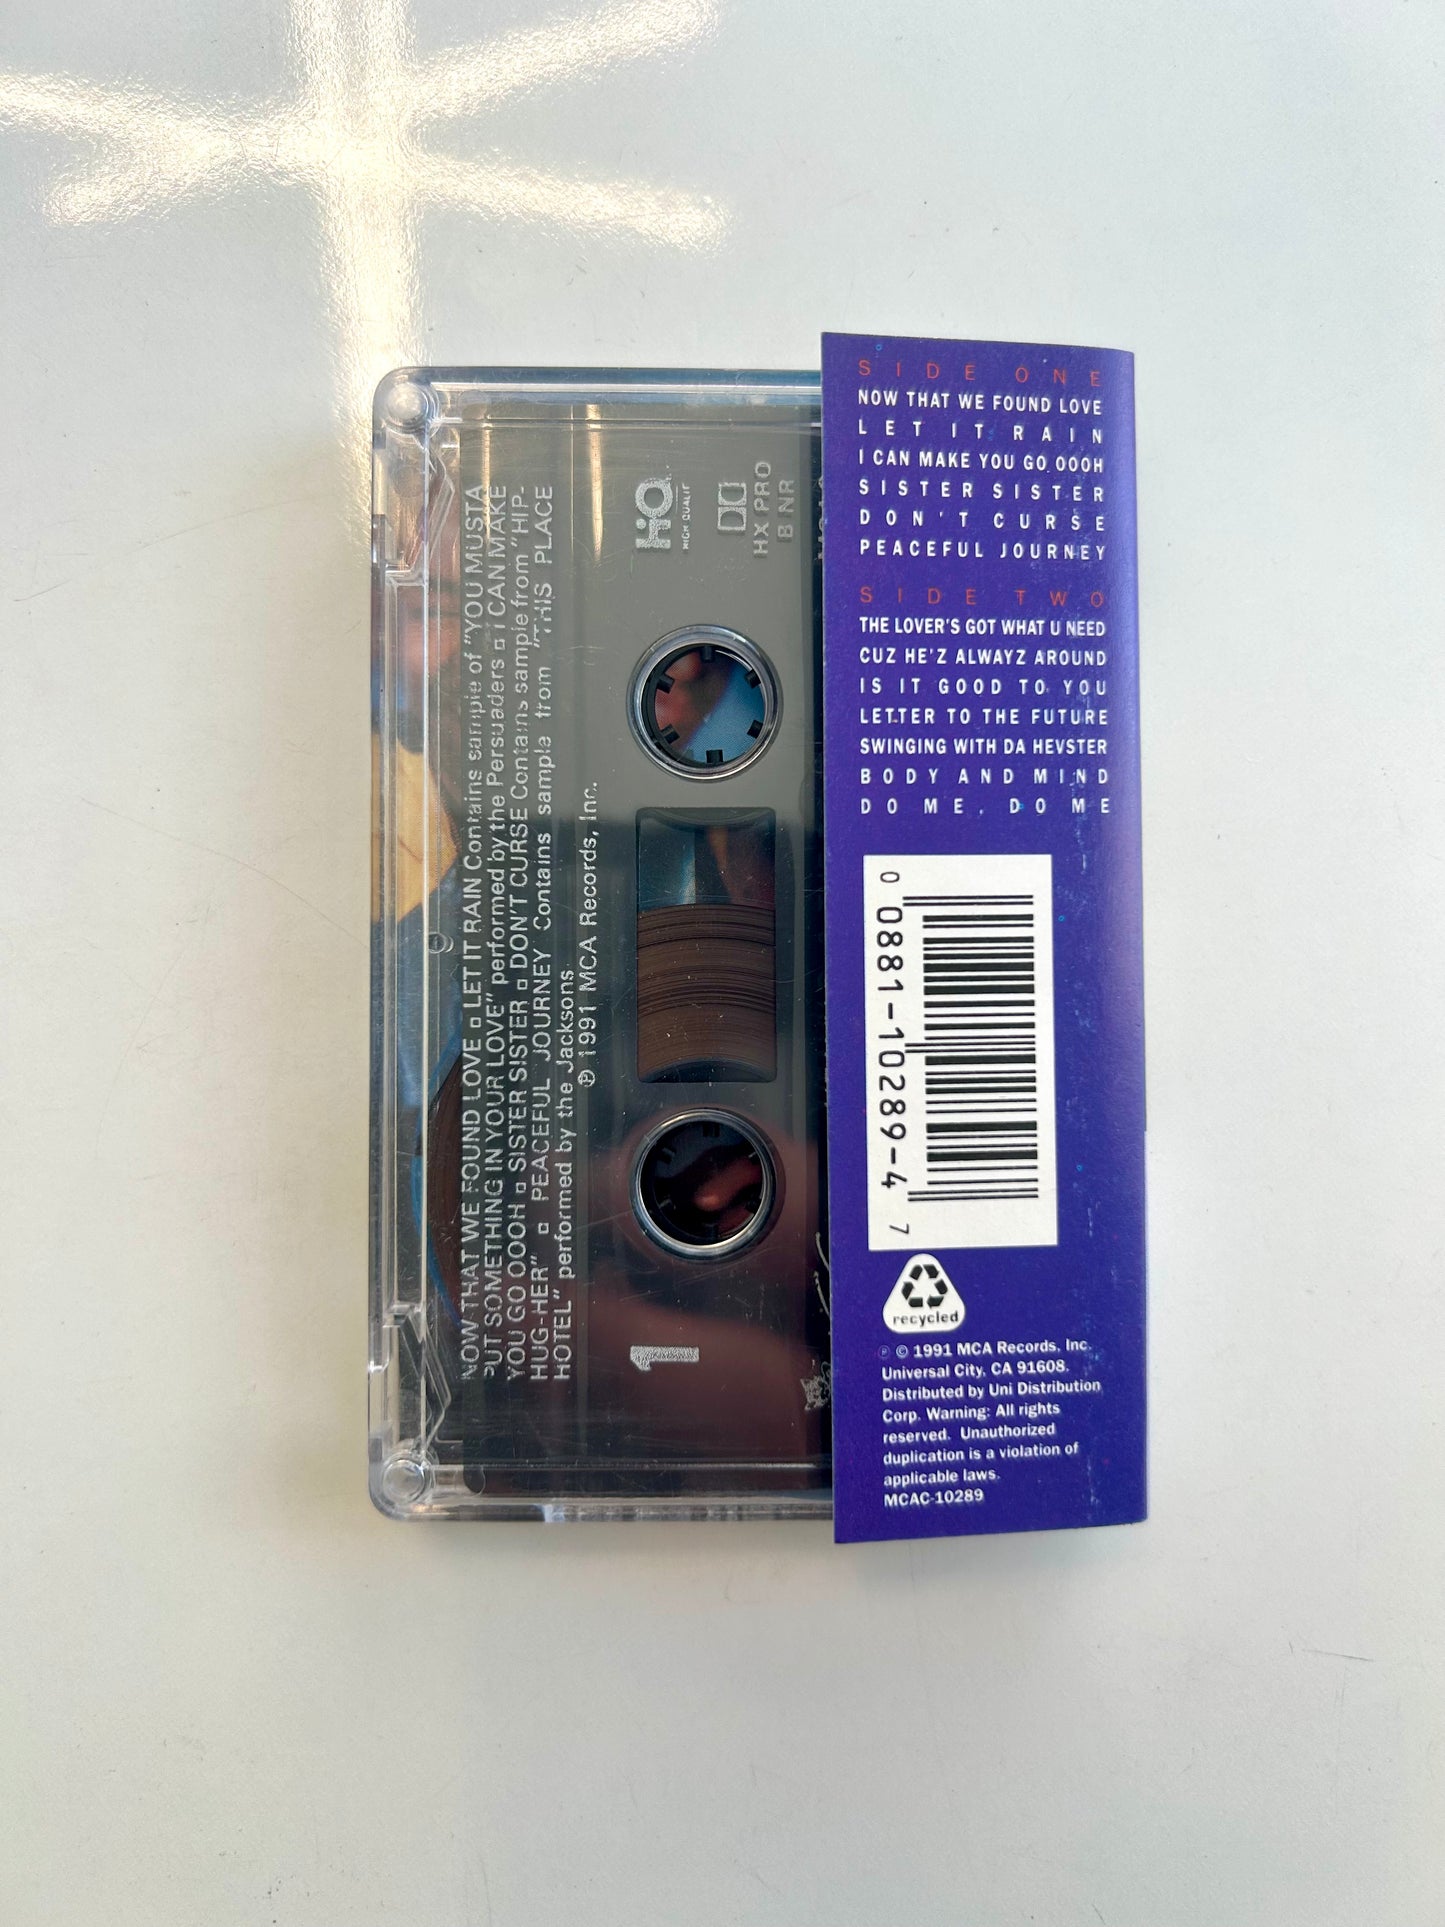 NOW THAT WE FOUND LOVE ▫ LET IT RAIN Contains sample of "YOU MUSTA
PUT SOMETHING IN YOUR LOVE" performed by the Persuaders ▫ I CAN MAKE
YOU GO OOOH ▫ SISTER SISTER ▫ DON'T CURSE Contains sample from "HIP-
HUG-HER" ▫ PEACEFUL JOURNEY Contains sample from "THIS PLACE
HOTEL" performed by the Jacksons
℗ 1991 MCA Records, Inc.
HQ
HIGH QUALIT
HX PRO
B NR
1
SIDE ONE
NOW THAT WE FOUND LOVE
LET IT RAIN
I CAN MAKE YOU GO OOOH
SISTER SISTER
DON'T CURSE
PEACEFUL JOURNEY
SIDE TWO
THE LOVER'S GOT WHAT U NEED
CUZ HE'Z ALWAYZ AROUND
IS IT GOOD TO YOU
LETTER TO THE FUTURE
SWINGING WITH DA HEVSTER
BODY AND MIND
DO ME, DO ME
0 0881-10289-4 7
recycled
℗ © 1991 MCA Records, Inc.
Universal City, CA 91608.
Distributed by Uni Distribution
Corp. Warning: All rights
reserved. Unauthorized
duplication is a violation of
applicable laws.
MCAC-10289